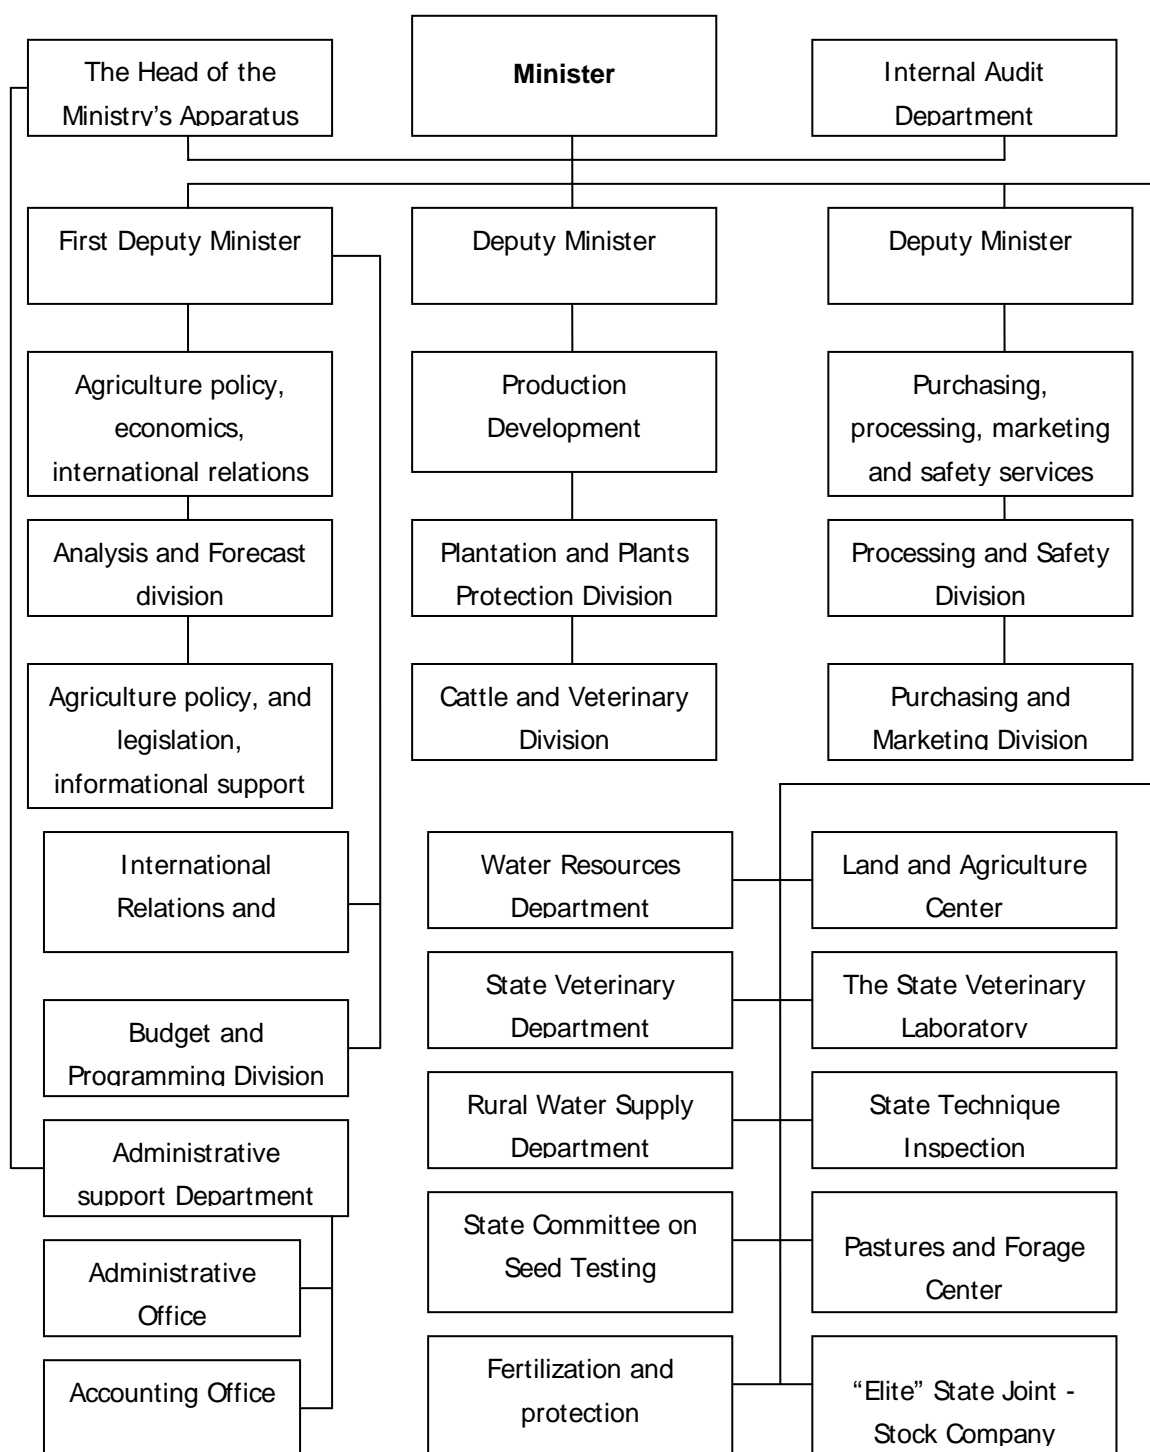 The Head of the
Ministry's Apparatus
Minister
Internal Audit
Department
First Deputy Minister
Deputy Minister
Deputy Minister
Agriculture policy,
economics,
international relations
Production
Development
Purchasing,
processing, marketing
and safety services
Analysis and Forecast
division
Plantation and Plants
Protection Division
Processing and Safety
Division
Agriculture policy, and
legislation,
informational support
Cattle and Veterinary
Division
Purchasing and
Marketing Division
International
Relations and
Water Resources
Department
Land and Agriculture
Center
State Veterinary
Department
The State Veterinary
Laboratory
Budget and
Programming Division
Rural Water Supply
Department
State Technique
Inspection
Administrative
support Department
State Committee on
Seed Testing
Pastures and Forage
Center
Administrative
Office
Accounting Office
Fertilization and
protection
“Elite” State Joint -
Stock Company